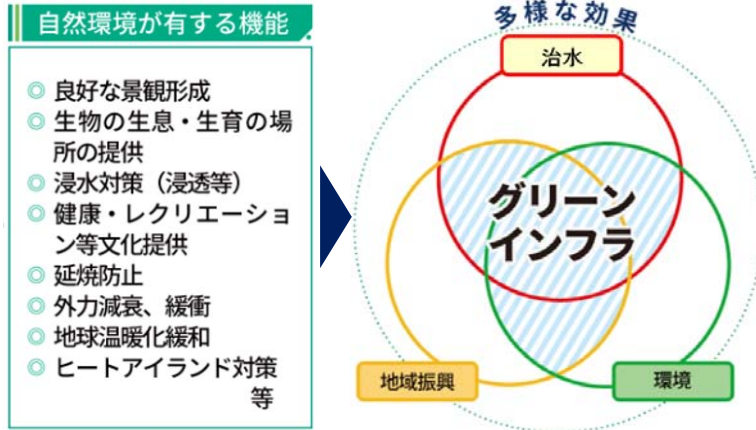 自然環境が有する機能
◎ 良好な景観形成
◎ 生物の生息・生育の場
所の提供
◎ 浸水対策（浸透等）
◎ 健康・レクリエーショ
ン等文化提供
◎ 延焼防止
◎ 外力減衰、緩衝
◎ 地球温暖化緩和
◎ ヒートアイランド対策
等
多様な効果
治水
グリーン
インフラ
地域振興
環境